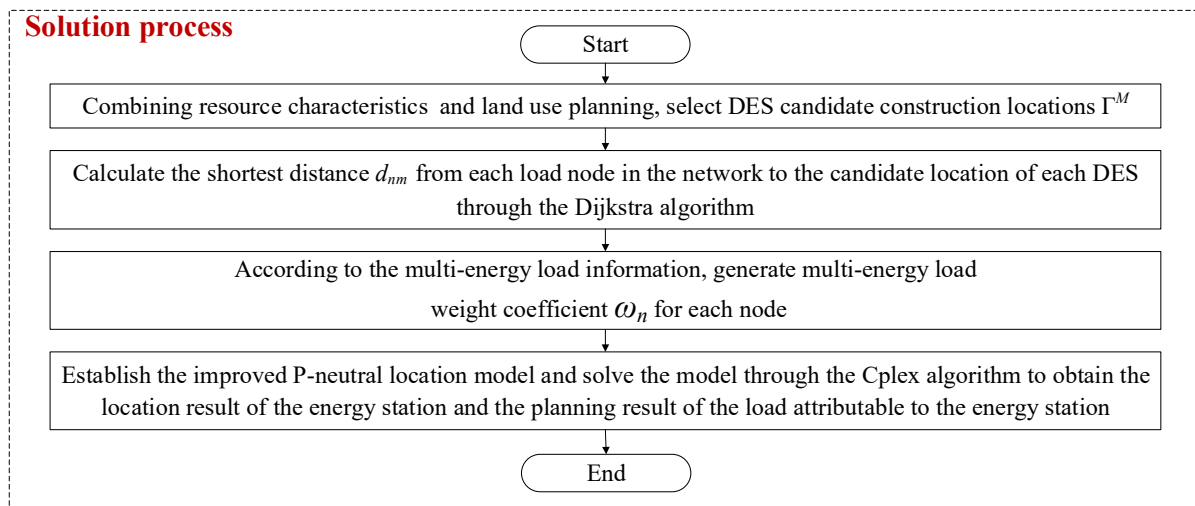 Solution process
Start
Combining resource characteristics and land use planning, select DES candidate construction locations Γ^M
Calculate the shortest distance d_nm from each load node in the network to the candidate location of each DES
through the Dijkstra algorithm
According to the multi-energy load information, generate multi-energy load
weight coefficient ω_n for each node
Establish the improved P-neutral location model and solve the model through the Cplex algorithm to obtain the
location result of the energy station and the planning result of the load attributable to the energy station
End